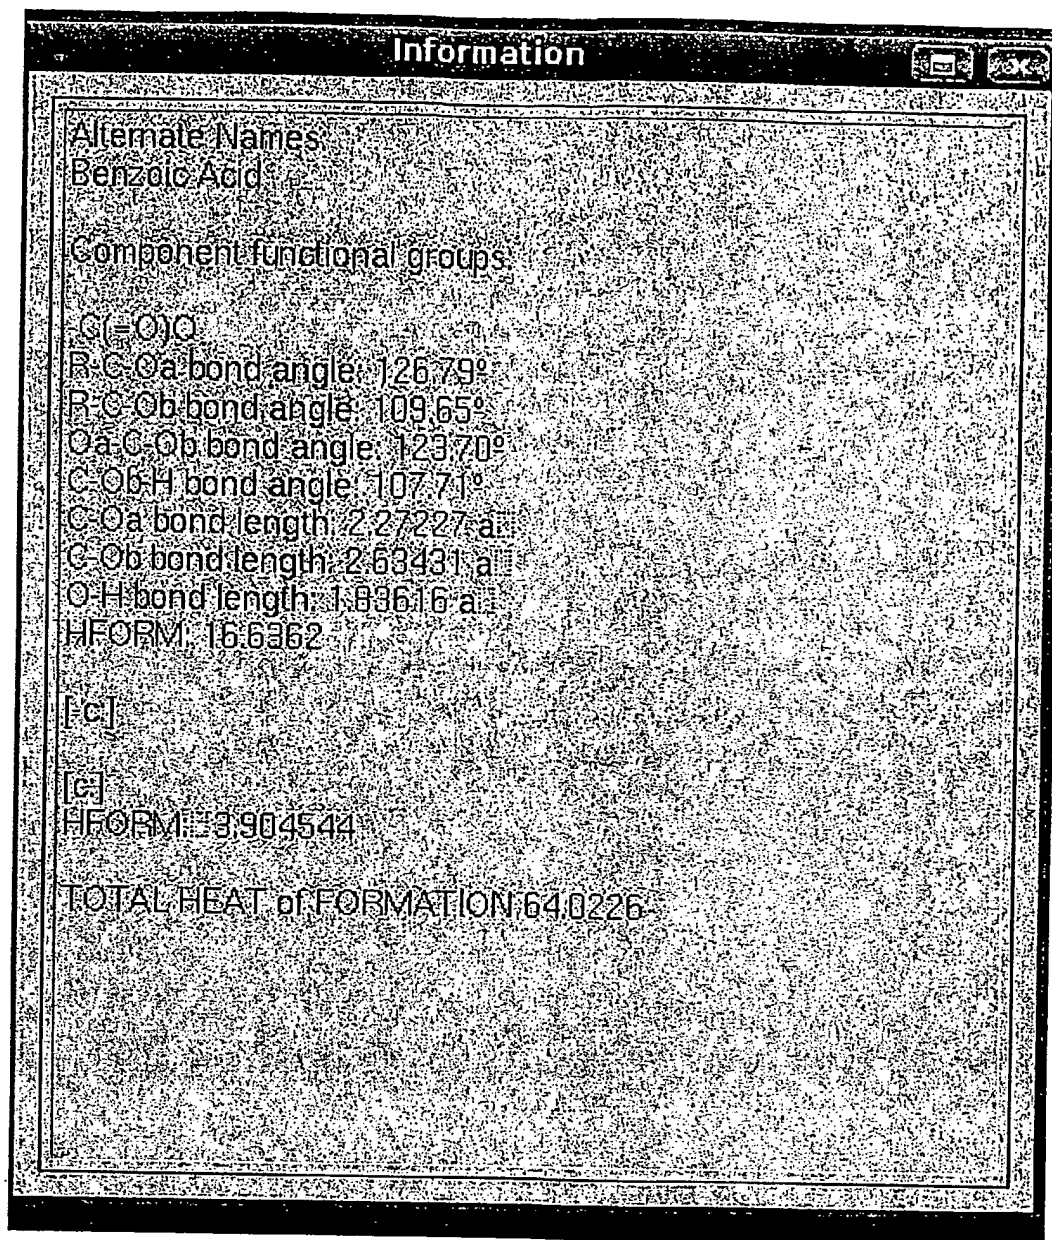 Information
Alternate Names
Benzoic Acid
Component functional groups
C(=O)O
R-C-Oa bond angle: 126.79º
R-C-Ob bond angle: 109.65º
Oa-C-Ob bond angle: 123.70º
C-Ob-H bond angle: 107.71º
C-Oa bond length: 2.27227 a
C-Ob bond length: 2.63431 a
O-H bond length: 1.83616 a
HFORM: 16.6362
[-c:]
[c:]
HFORM: 3.904544
TOTAL HEAT of FORMATION 64.0226